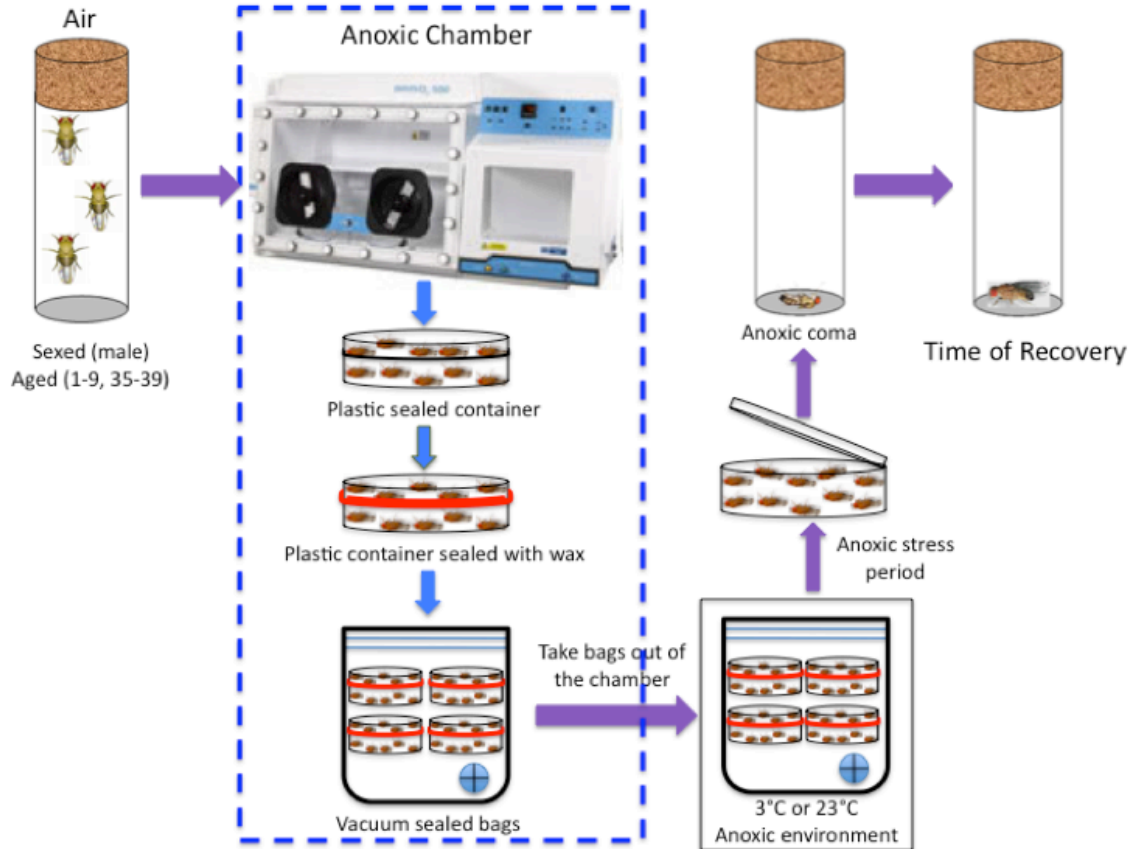 Air
Sexed (male)
Aged (1-9, 35-39)
Anoxic Chamber
Plastic sealed container
Plastic container sealed with wax
Vacuum sealed bags
Take bags out of
the chamber
3°C or 23°C
Anoxic environment
Anoxic stress
period
Anoxic coma
Time of Recovery